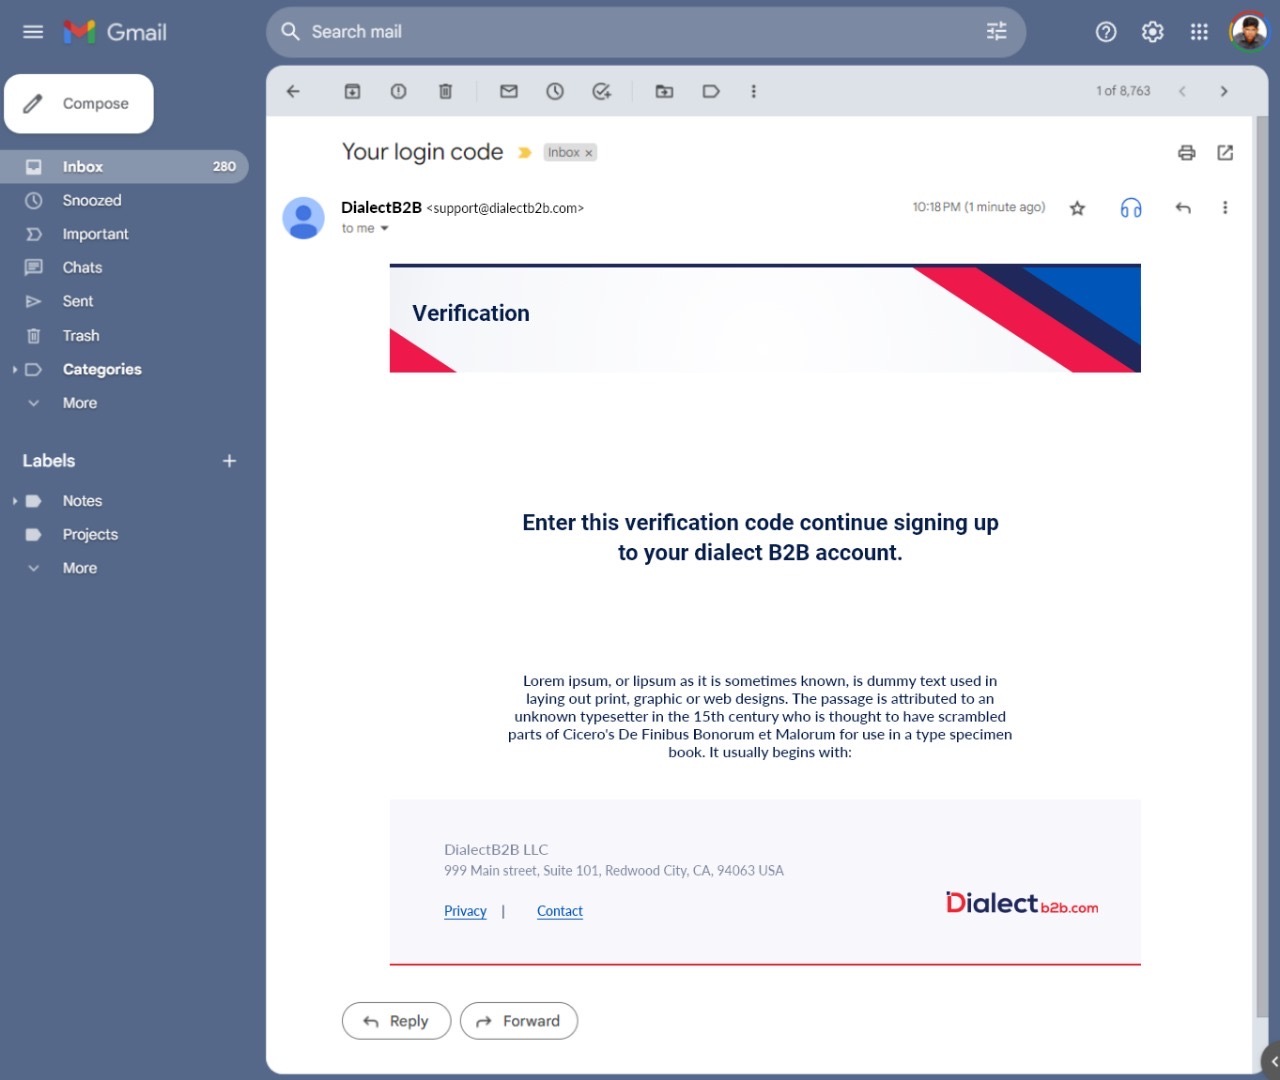 Gmail
Search mail
Compose
1 of 8,763
Inbox 280
Snoozed
Important
Chats
Sent
Trash
Categories
More
Labels +
Notes
Projects
More
Your login code Inbox x
DialectB2B <support@dialectb2b.com> 10:18 PM (1 minute ago)
to me
Verification
Enter this verification code continue signing up
to your dialect B2B account.
Lorem ipsum, or lipsum as it is sometimes known, is dummy text used in
laying out print, graphic or web designs. The passage is attributed to an
unknown typesetter in the 15th century who is thought to have scrambled
parts of Cicero's De Finibus Bonorum et Malorum for use in a type specimen
book. It usually begins with:
DialectB2B LLC
999 Main street, Suite 101, Redwood City, CA, 94063 USA
Privacy | Contact
Dialect b2b.com
Reply Forward